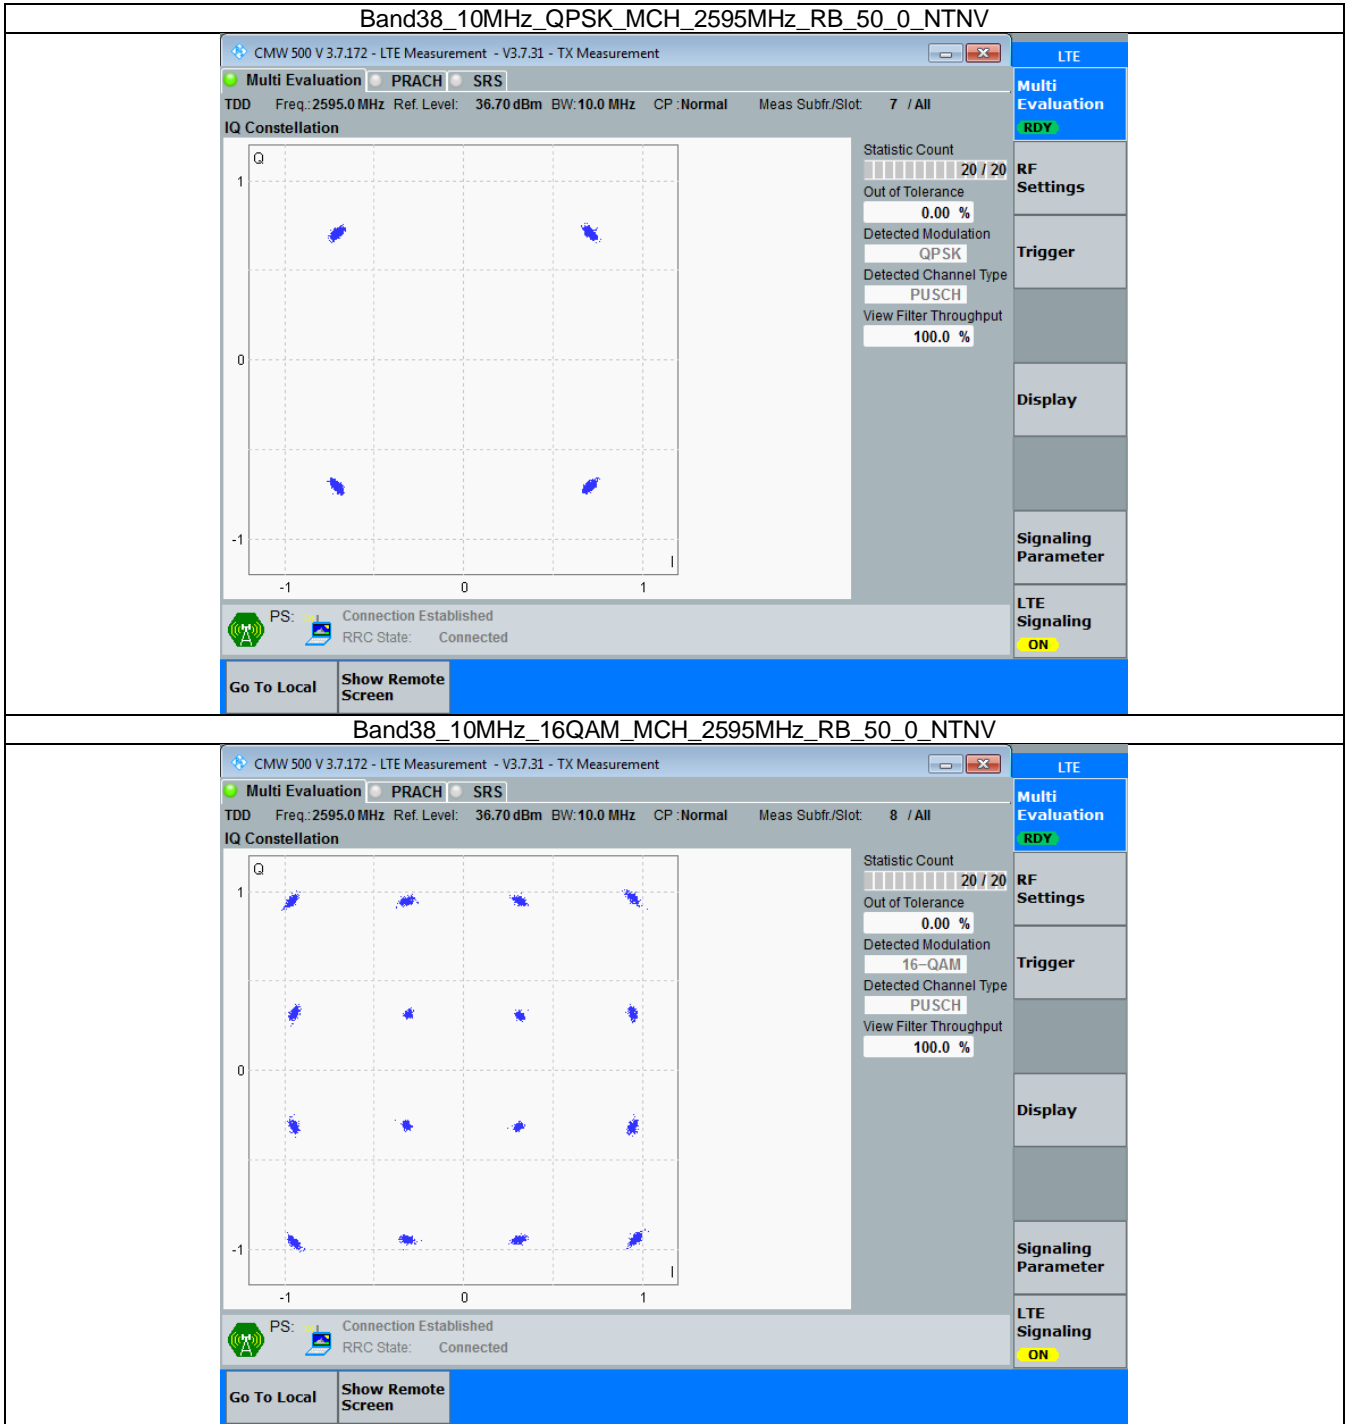 Band38_10MHz_QPSK_MCH_2595MHz_RB_50_0_NTNV
CMW 500 V 3.7.172 - LTE Measurement - V3.7.31 - TX Measurement
LTE
Multi Evaluation PRACH SRS
Multi
Evaluation
RDY
TDD Freq.: 2595.0 MHz Ref. Level: 36.70 dBm BW: 10.0 MHz CP : Normal Meas Subfr./Slot: 7 / All
IQ Constellation
Q
1
0
-1
-1 0 1
I
Statistic Count
20 / 20
Out of Tolerance
0.00 %
Detected Modulation
QPSK
Detected Channel Type
PUSCH
View Filter Throughput
100.0 %
RF
Settings
Trigger
Display
Signaling
Parameter
LTE
Signaling
ON
PS: Connection Established
RRC State: Connected
Go To Local
Show Remote
Screen
Band38_10MHz_16QAM_MCH_2595MHz_RB_50_0_NTNV
CMW 500 V 3.7.172 - LTE Measurement - V3.7.31 - TX Measurement
LTE
Multi Evaluation PRACH SRS
Multi
Evaluation
RDY
TDD Freq.: 2595.0 MHz Ref. Level: 36.70 dBm BW: 10.0 MHz CP : Normal Meas Subfr./Slot: 8 / All
IQ Constellation
Q
1
0
-1
-1 0 1
I
Statistic Count
20 / 20
Out of Tolerance
0.00 %
Detected Modulation
16-QAM
Detected Channel Type
PUSCH
View Filter Throughput
100.0 %
RF
Settings
Trigger
Display
Signaling
Parameter
LTE
Signaling
ON
PS: Connection Established
RRC State: Connected
Go To Local
Show Remote
Screen